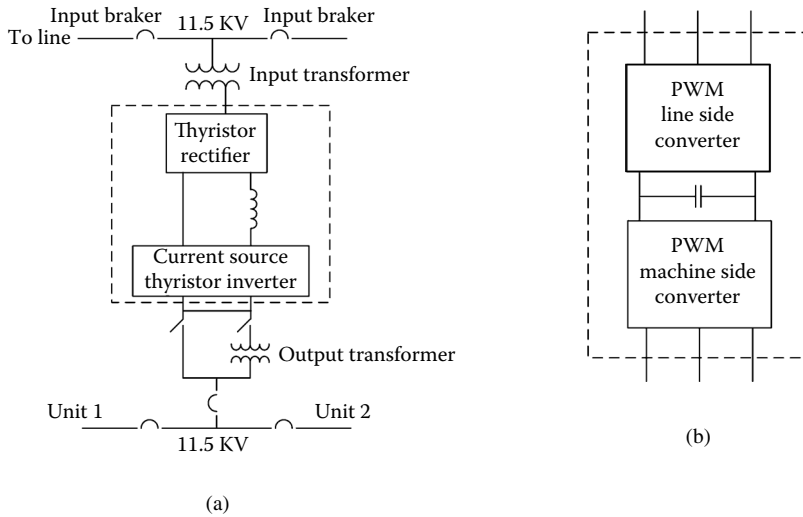 Input braker
11.5 KV
Input braker
To line
Input transformer
Thyristor
rectifier
Current source
thyristor inverter
Output transformer
Unit 1
Unit 2
11.5 KV
(a)
PWM
line side
converter
PWM
machine side
converter
(b)